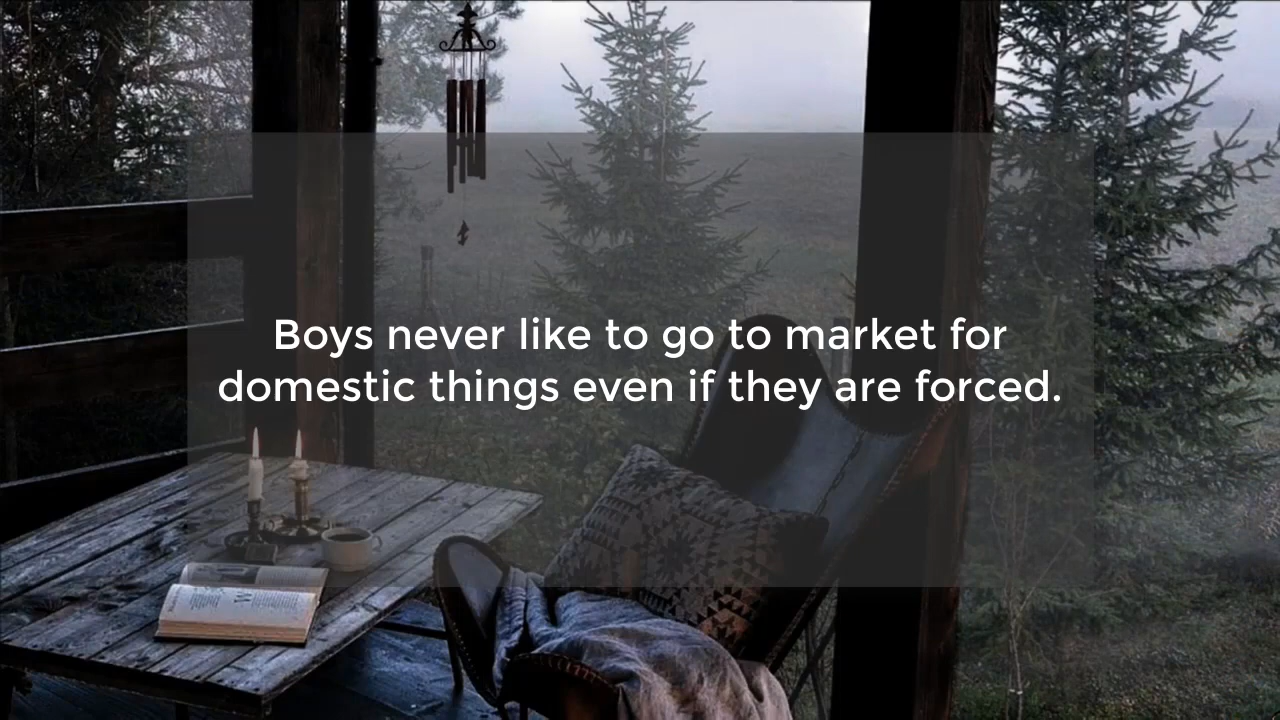 Boys never like to go to market for
domestic things even if they are forced.